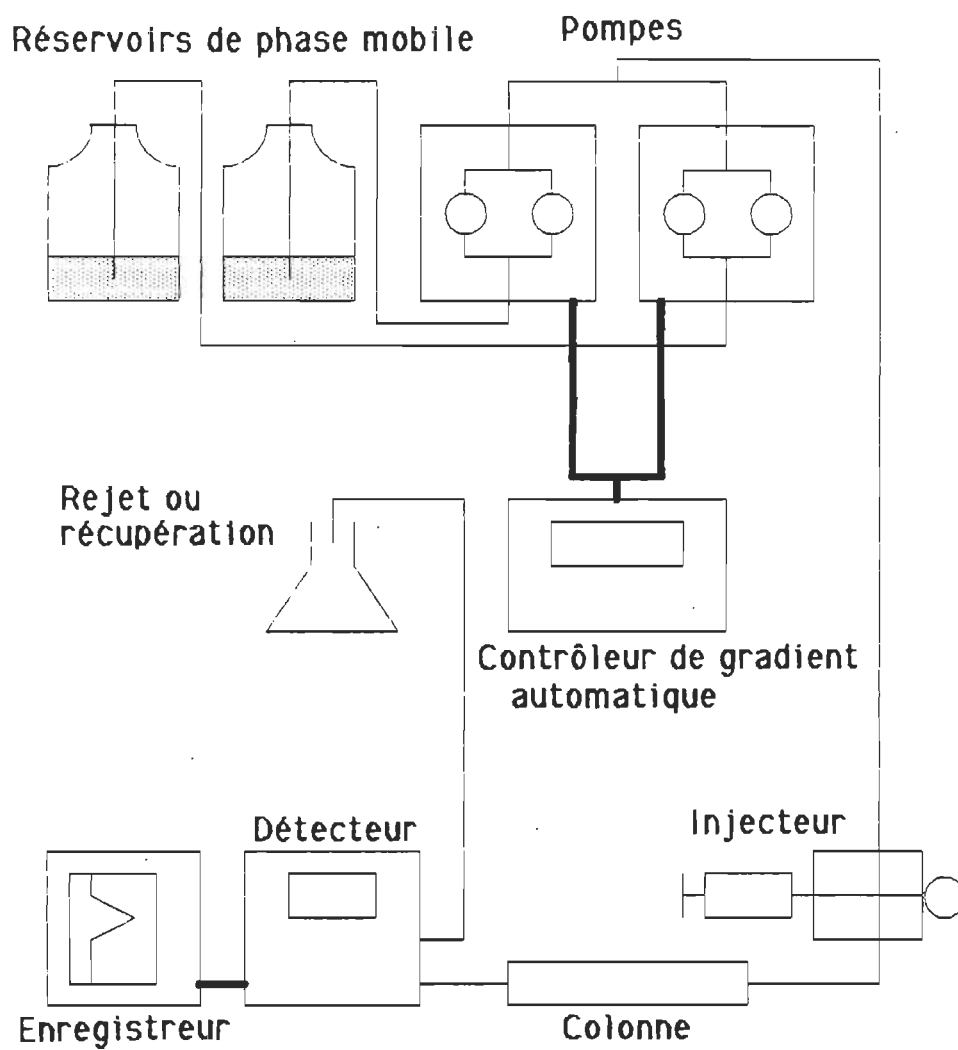 Réservoirs de phase mobile
Pompes
Rejet ou
récupération
Contrôleur de gradient
automatique
Détecteur
Injecteur
Enregistreur
Colonne